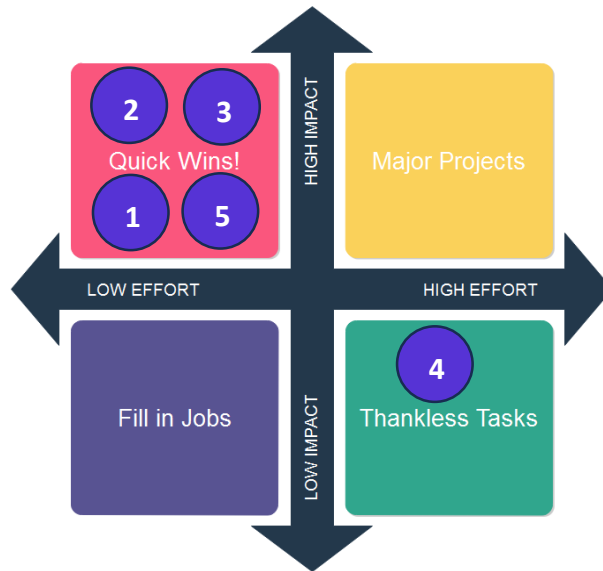 2
3
Quick Wins!
1
5
HIGH IMPACT
Major Projects
LOW EFFORT
HIGH EFFORT
Fill in Jobs
LOW IMPACT
4
Thankless Tasks